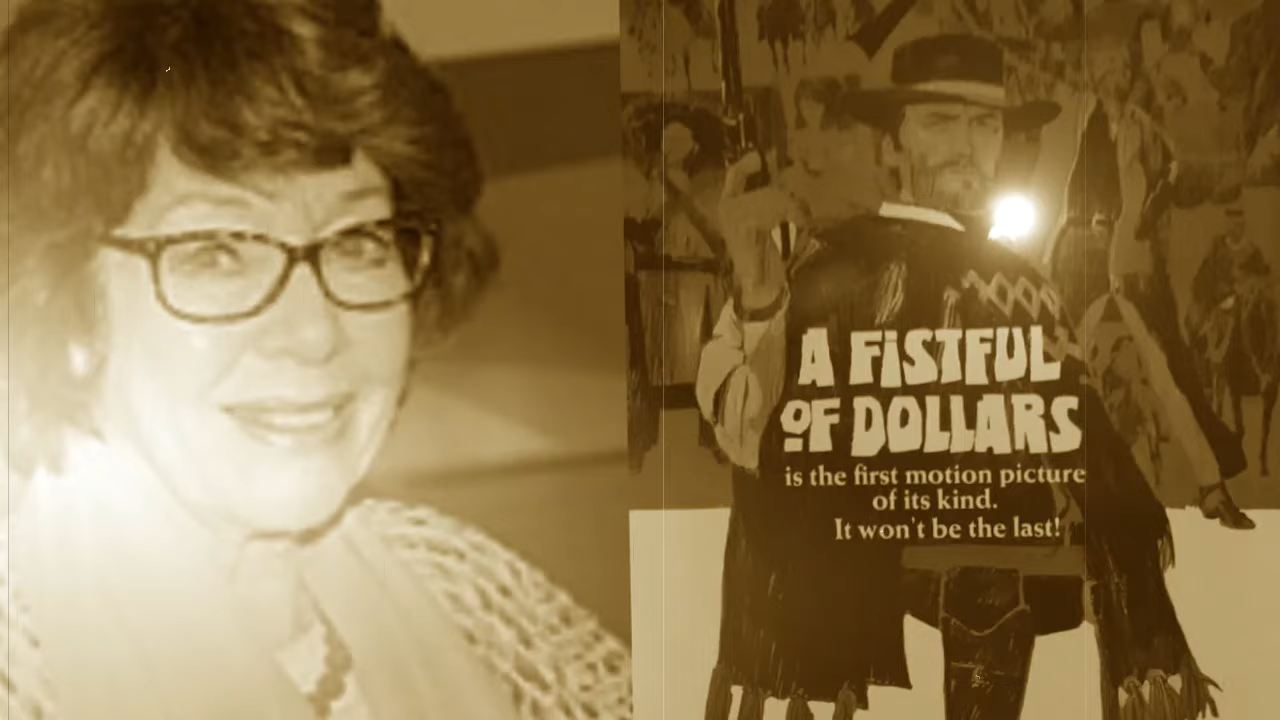 A FiSTFUL
OF DOLLARS
is the first motion picture
of its kind.
It won't be the last!